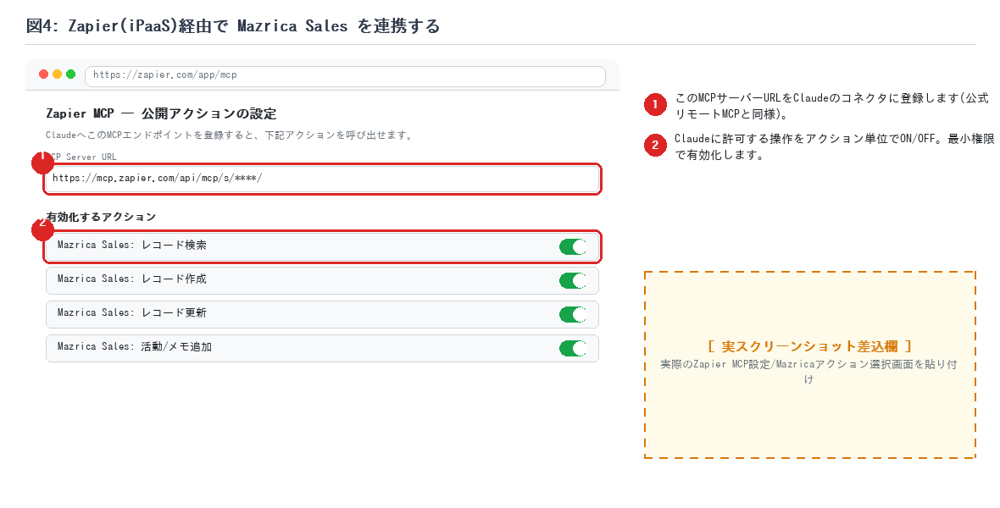 図4: Zapier(iPaaS)経由で Mazrica Sales を連携する
https://zapier.com/app/mcp
Zapier MCP — 公開アクションの設定
ClaudeへこのMCPエンドポイントを登録すると、下記アクションを呼び出せます。
CP Server URL
1
https://mcp.zapier.com/api/mcp/s/****/
有効化するアクション
2
Mazrica Sales: レコード検索
Mazrica Sales: レコード作成
Mazrica Sales: レコード更新
Mazrica Sales: 活動/メモ追加
1 このMCPサーバーURLをClaudeのコネクタに登録します(公式
リモートMCPと同様)。
2 Claudeに許可する操作をアクション単位でON/OFF。最小権限
で有効化します。
[ 実スクリーンショット差込欄 ]
実際のZapier MCP設定/Mazricaアクション選択画面を貼り付
け